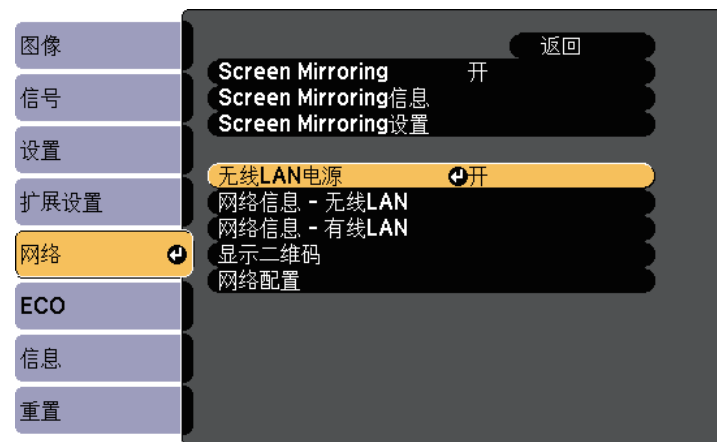 图像
信号
设置
扩展设置
网络
ECO
信息
重置
返回
Screen Mirroring 开
Screen Mirroring信息
Screen Mirroring设置
无线LAN电源 开
网络信息 - 无线LAN
网络信息 - 有线LAN
显示二维码
网络配置